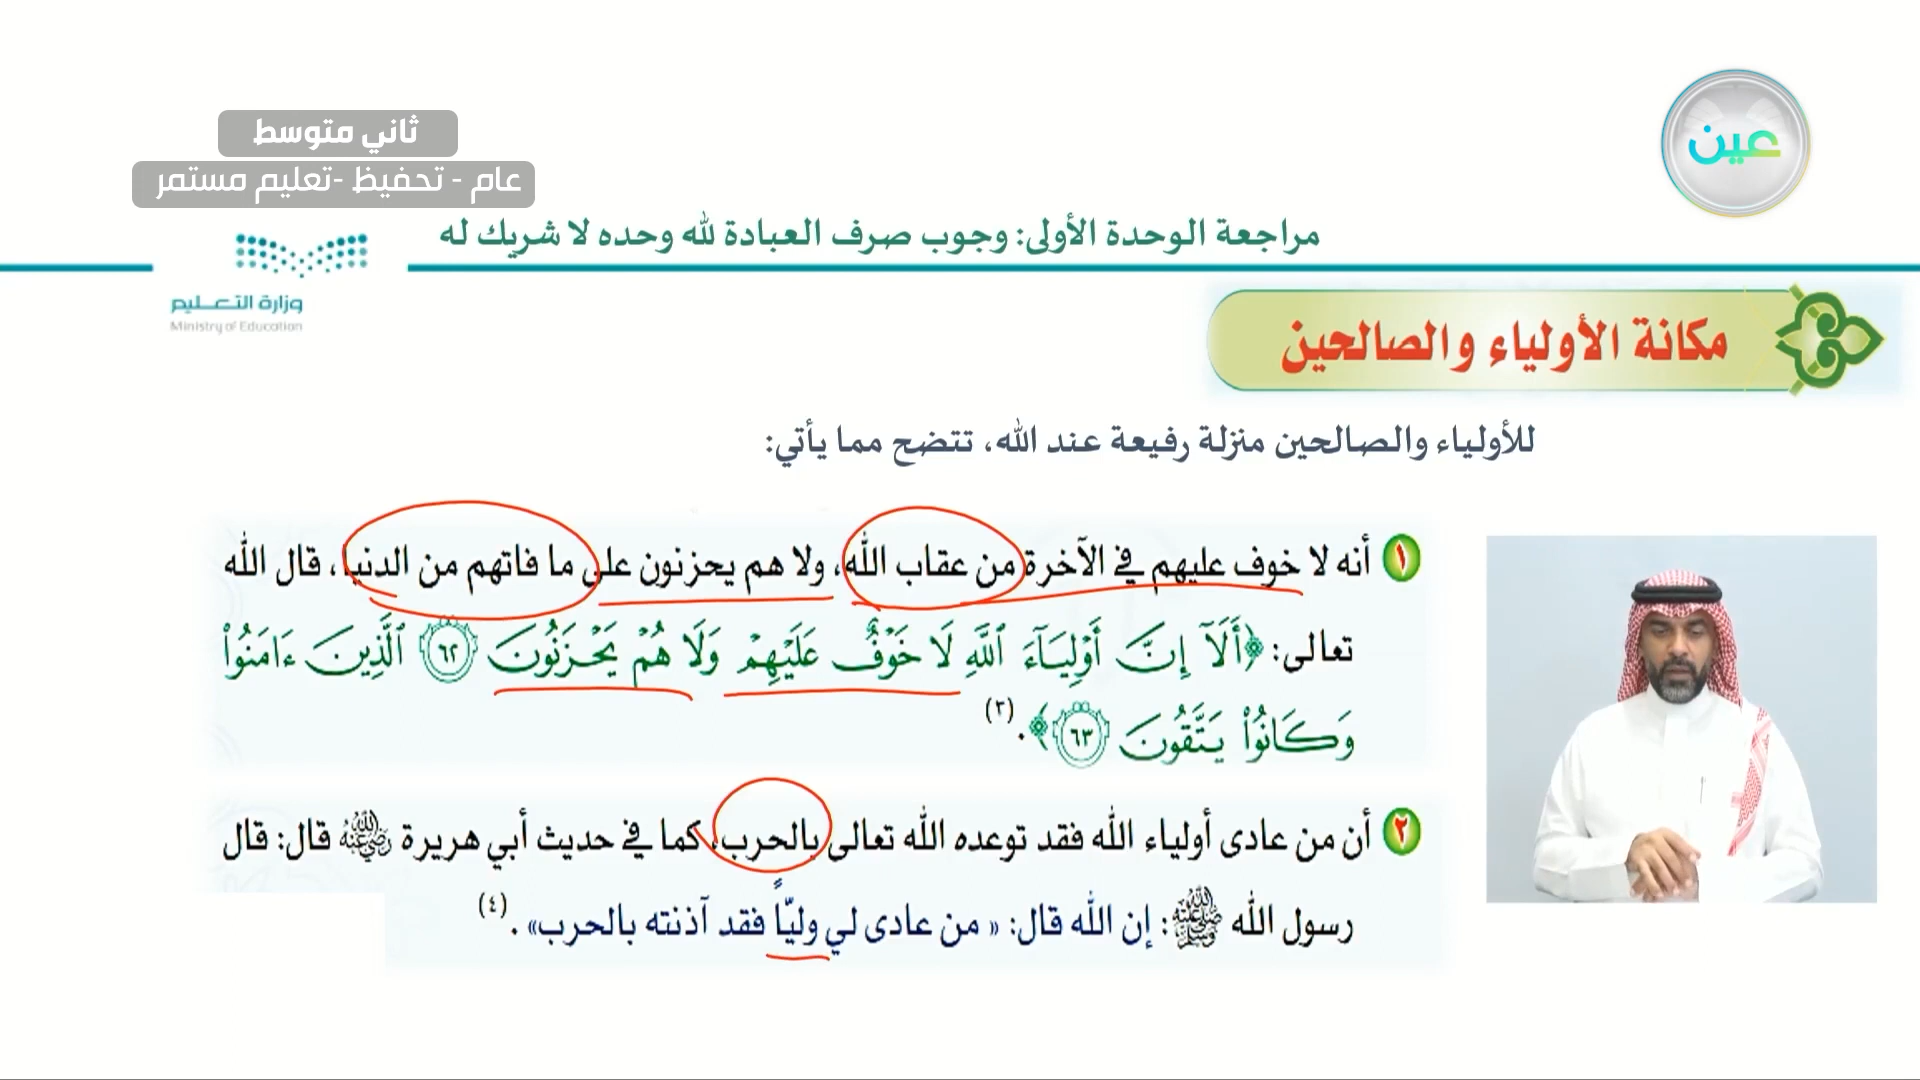 عين
ثاني متوسط
عام - تحفيظ -تعليم مستمر
مراجعة الوحدة الأولى: وجوب صرف العبادة لله وحده لا شريك له
وزارة التعليم
Ministry of Education
مكانة الأولياء والصالحين
للأولياء والصالحين منزلة رفيعة عند الله، تتضح مما يأتي:
١ أنه لا خوف عليهم في الآخرة من عقاب الله، ولا هم يحزنون على ما فاتهم من الدنيا، قال الله
تعالى: ﴿أَلَآ إِنَّ أَوْلِيَآءَ ٱللَّهِ لَا خَوْفٌ عَلَيْهِمْ وَلَا هُمْ يَحْزَنُونَ ٦٢ ٱلَّذِينَ ءَامَنُوا۟
وَكَانُوا۟ يَتَّقُونَ ٦٣﴾ (٣).
٢ أن من عادى أولياء الله فقد توعده الله تعالى بالحرب، كما في حديث أبي هريرة رضي الله عنه قال: قال
رسول الله ﷺ: إن الله قال: « من عادى لي وليّاً فقد آذنته بالحرب» . (٤)